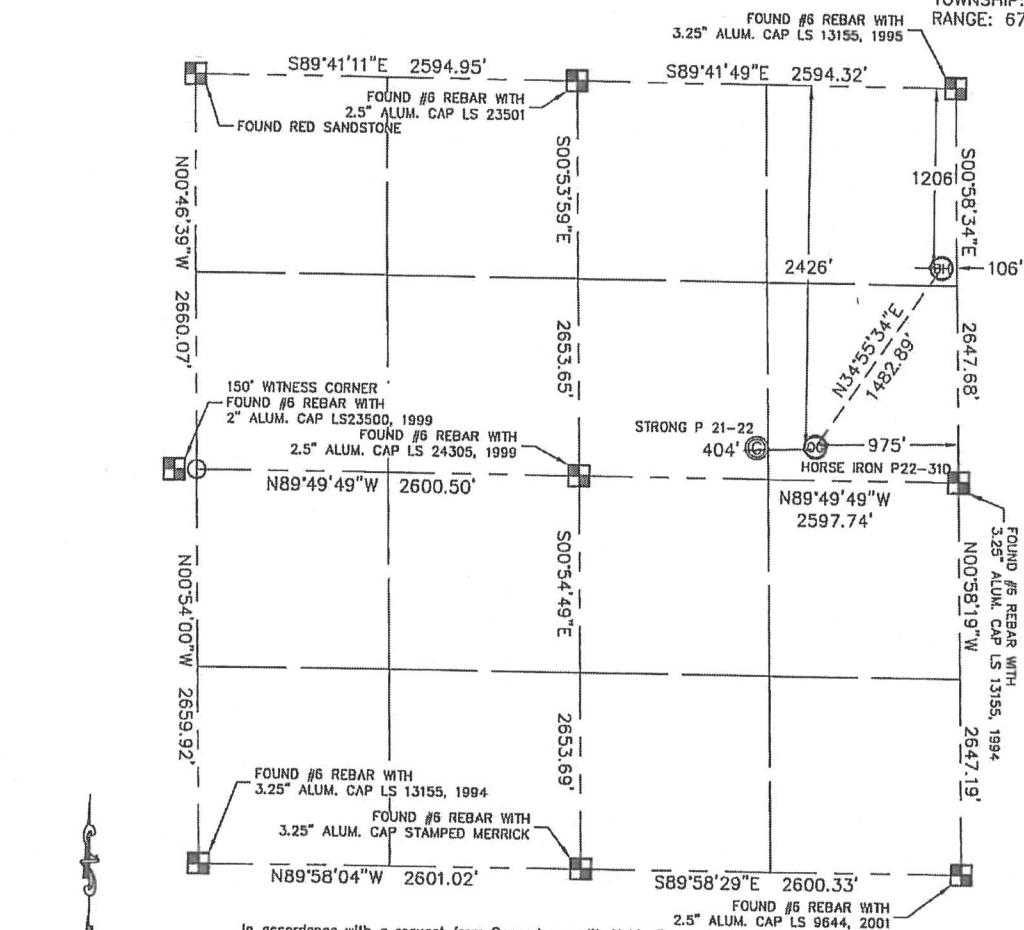 TOWNSHIP:
RANGE: 67
FOUND #6 REBAR WITH
3.25" ALUM. CAP LS 13155, 1995
S89°41'11"E 2594.95'
S89°41'49"E 2594.32'
FOUND #6 REBAR WITH
2.5" ALUM. CAP LS 23501
FOUND RED SANDSTONE
N00°46'39"W 2660.07'
S00°53'59"E 2653.65'
S00°58'34"E 2647.68'
1206
2426'
BH
106'
N34°55'34"E
1482.89'
150' WITNESS CORNER
FOUND #6 REBAR WITH
2" ALUM. CAP LS23500, 1999
FOUND #6 REBAR WITH
2.5" ALUM. CAP LS 24305, 1999
STRONG P 21-22
404'
G
975'
HORSE IRON P22-31D
N89°49'49"W 2600.50'
N89°49'49"W
2597.74'
FOUND #6 REBAR WITH
3.25" ALUM. CAP LS 13155, 1994
N00°54'00"W 2659.92'
S00°54'49"E 2653.69'
N00°58'19"W 2647.19'
FOUND #6 REBAR WITH
3.25" ALUM. CAP LS 13155, 1994
FOUND #6 REBAR WITH
3.25" ALUM. CAP STAMPED MERRICK
N89°58'04"W 2601.02'
S89°58'29"E 2600.33'
FOUND #6 REBAR WITH
2.5" ALUM. CAP LS 9644, 2001
In accordance with a request from